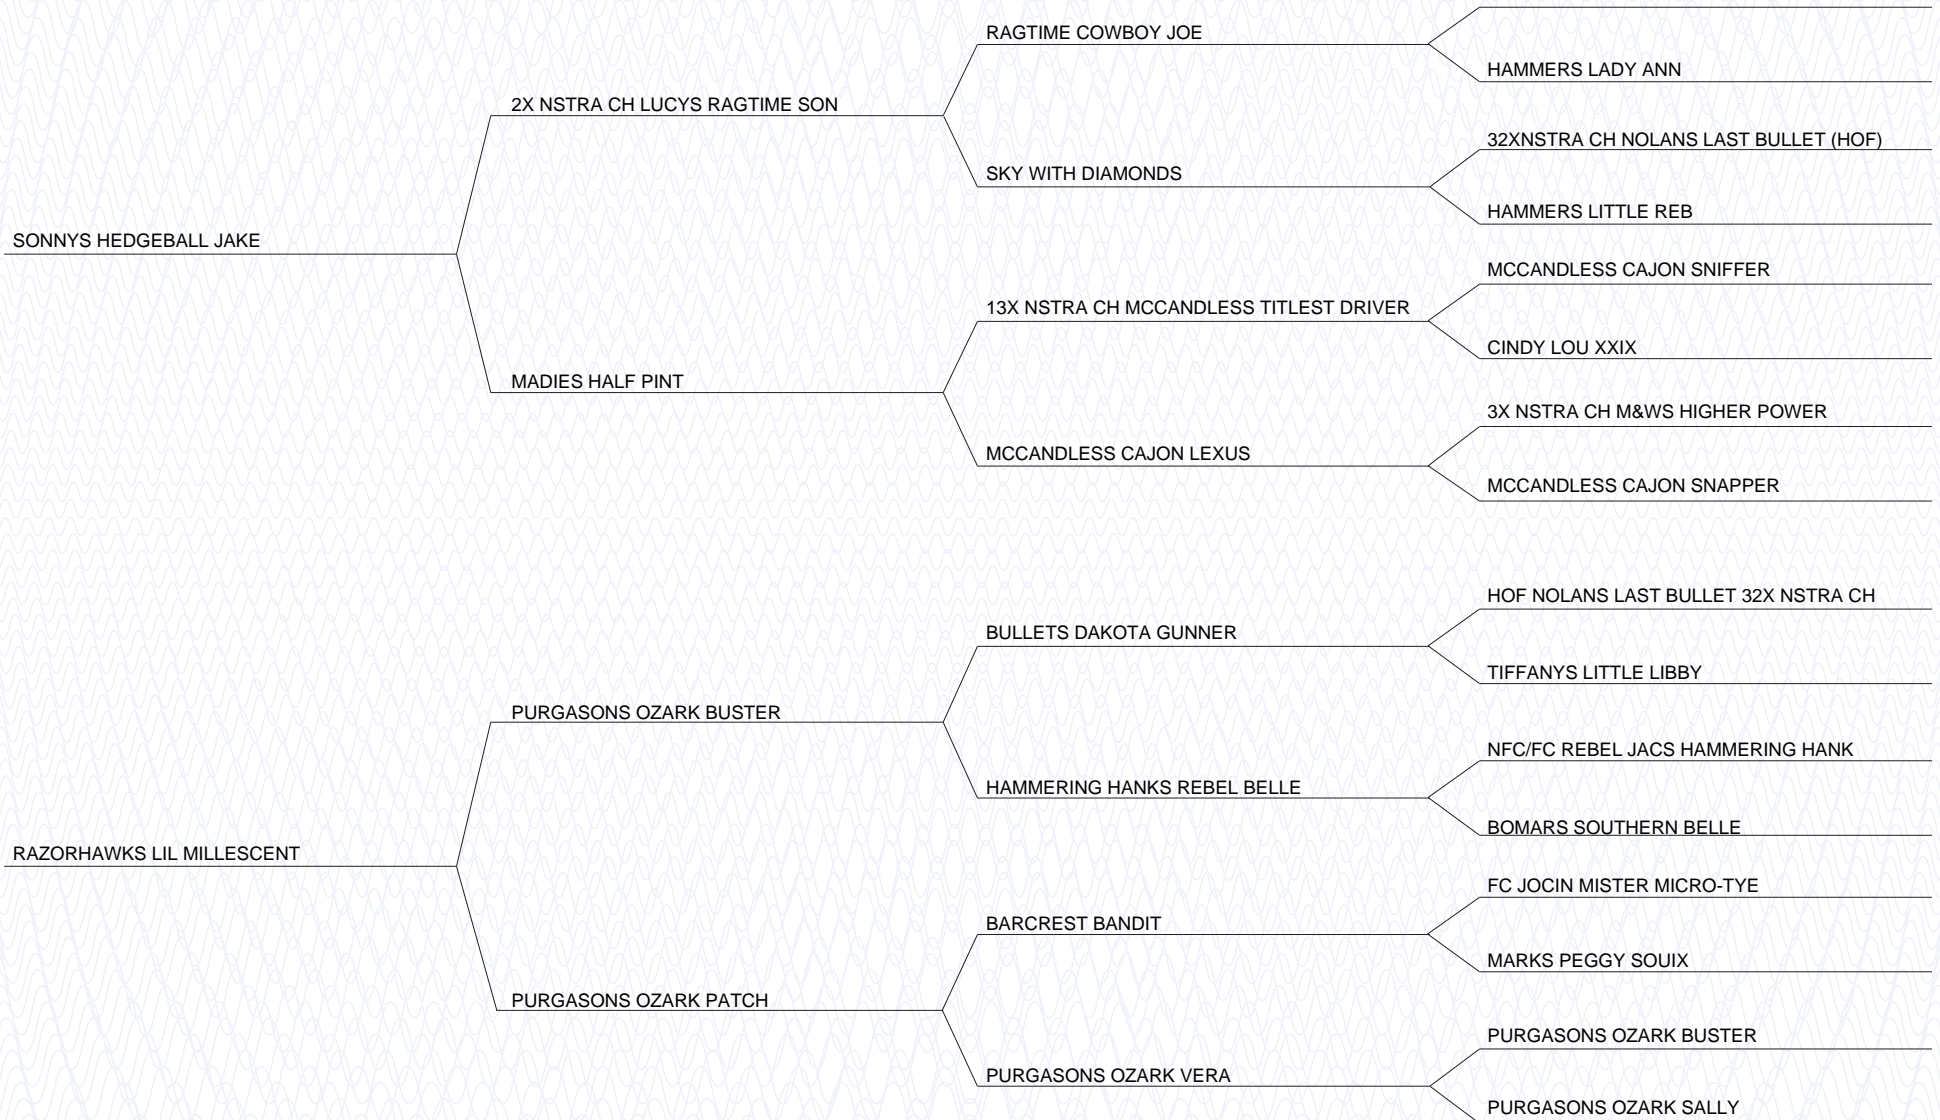 RAGTIME COWBOY JOE
HAMMERS LADY ANN
2X NSTRA CH LUCYS RAGTIME SON
32XNSTRA CH NOLANS LAST BULLET (HOF)
SKY WITH DIAMONDS
HAMMERS LITTLE REB
SONNYS HEDGEBALL JAKE
MCCANDLESS CAJON SNIFFER
13X NSTRA CH MCCANDLESS TITLEST DRIVER
CINDY LOU XXIX
MADIES HALF PINT
3X NSTRA CH M&WS HIGHER POWER
MCCANDLESS CAJON LEXUS
MCCANDLESS CAJON SNAPPER
HOF NOLANS LAST BULLET 32X NSTRA CH
BULLETS DAKOTA GUNNER
TIFFANYS LITTLE LIBBY
PURGASONS OZARK BUSTER
NFC/FC REBEL JACS HAMMERING HANK
HAMMERING HANKS REBEL BELLE
BOMARS SOUTHERN BELLE
RAZORHAWKS LIL MILLESCENT
FC JOCIN MISTER MICRO-TYE
BARCREST BANDIT
MARKS PEGGY SOUIX
PURGASONS OZARK PATCH
PURGASONS OZARK BUSTER
PURGASONS OZARK VERA
PURGASONS OZARK SALLY